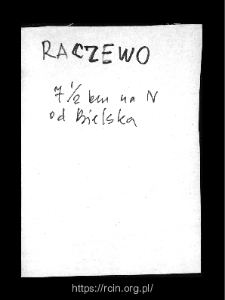 RACZEWO
7 1/2 km na N
od Bielska
https://rcin.org.pl/